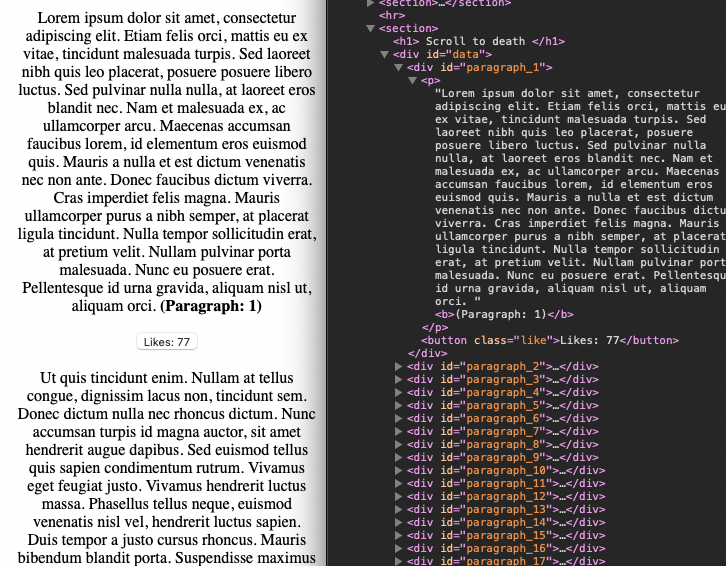 Lorem ipsum dolor sit amet, consectetur
adipiscing elit. Etiam felis orci, mattis eu ex
vitae, tincidunt malesuada turpis. Sed laoreet
nibh quis leo placerat, posuere posuere libero
luctus. Sed pulvinar nulla nulla, at laoreet eros
blandit nec. Nam et malesuada ex, ac
ullamcorper arcu. Maecenas accumsan
faucibus lorem, id elementum eros euismod
quis. Mauris a nulla et est dictum venenatis
nec non ante. Donec faucibus dictum viverra.
Cras imperdiet felis magna. Mauris
ullamcorper purus a nibh semper, at placerat
ligula tincidunt. Nulla tempor sollicitudin erat,
at pretium velit. Nullam pulvinar porta
malesuada. Nunc eu posuere erat.
Pellentesque id urna gravida, aliquam nisl ut,
aliquam orci. (Paragraph: 1)
Likes: 77
Ut quis tincidunt enim. Nullam at tellus
congue, dignissim lacus non, tincidunt sem.
Donec dictum nulla nec rhoncus dictum. Nunc
accumsan turpis id magna auctor, sit amet
hendrerit augue dapibus. Sed euismod tellus
quis sapien condimentum rutrum. Vivamus
eget feugiat justo. Vivamus hendrerit luctus
massa. Phasellus tellus neque, euismod
venenatis nisl vel, hendrerit luctus sapien.
Duis tempor a justo cursus rhoncus. Mauris
bibendum blandit porta. Suspendisse maximus
<section>…</section>
<hr>
<section>
<h1> Scroll to death </h1>
<div id="data">
<div id="paragraph_1">
<p>
"Lorem ipsum dolor sit amet, consectetur
adipiscing elit. Etiam felis orci, mattis eu
ex vitae, tincidunt malesuada turpis. Sed
laoreet nibh quis leo placerat, posuere
posuere libero luctus. Sed pulvinar nulla
nulla, at laoreet eros blandit nec. Nam et
malesuada ex, ac ullamcorper arcu. Maecenas
accumsan faucibus lorem, id elementum eros
euismod quis. Mauris a nulla et est dictum
venenatis nec non ante. Donec faucibus dictum
viverra. Cras imperdiet felis magna. Mauris
ullamcorper purus a nibh semper, at placerat
ligula tincidunt. Nulla tempor sollicitudin
erat, at pretium velit. Nullam pulvinar porta
malesuada. Nunc eu posuere erat. Pellentesque
id urna gravida, aliquam nisl ut, aliquam
orci. "
<b>(Paragraph: 1)</b>
</p>
<button class="like">Likes: 77</button>
</div>
<div id="paragraph_2">…</div>
<div id="paragraph_3">…</div>
<div id="paragraph_4">…</div>
<div id="paragraph_5">…</div>
<div id="paragraph_6">…</div>
<div id="paragraph_7">…</div>
<div id="paragraph_8">…</div>
<div id="paragraph_9">…</div>
<div id="paragraph_10">…</div>
<div id="paragraph_11">…</div>
<div id="paragraph_12">…</div>
<div id="paragraph_13">…</div>
<div id="paragraph_14">…</div>
<div id="paragraph_15">…</div>
<div id="paragraph_16">…</div>
<div id="paragraph_17">…</div>